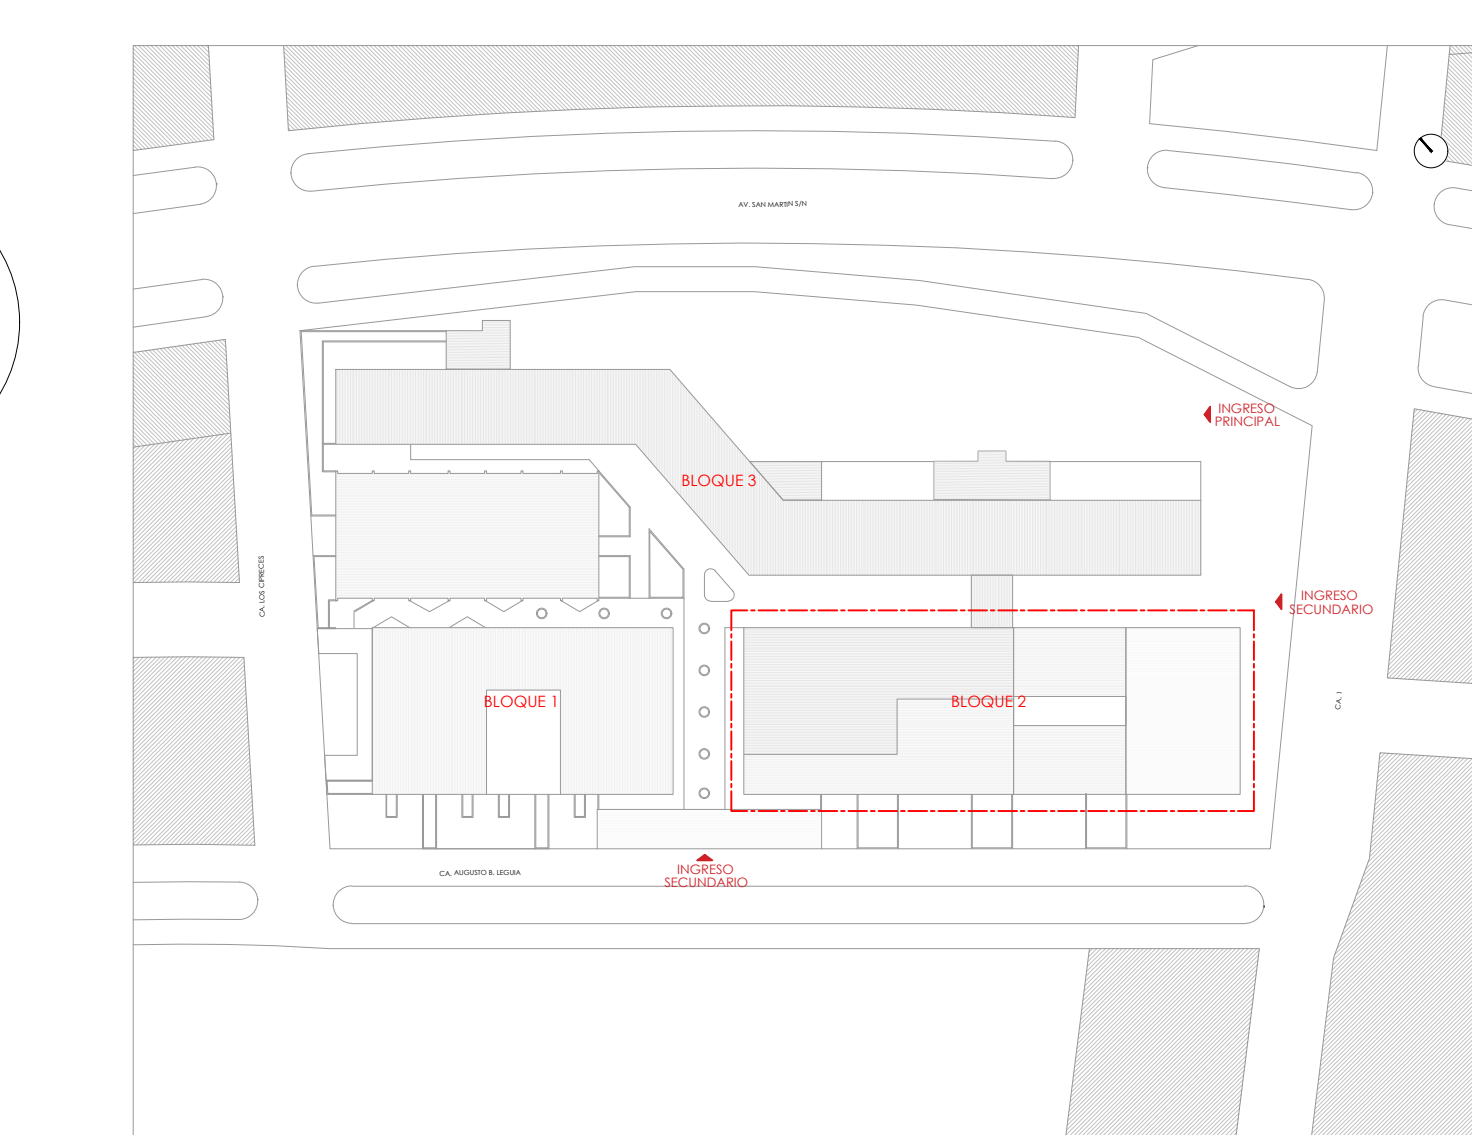 AV. SAN MARTIN S/N
INGRESO
PRINCIPAL
BLOQUE 3
CA. LOS CIPRECES
INGRESO
SECUNDARIO
BLOQUE 1
BLOQUE 2
CA. 1
INGRESO
SECUNDARIO
CA. AUGUSTO B. LEGUIA